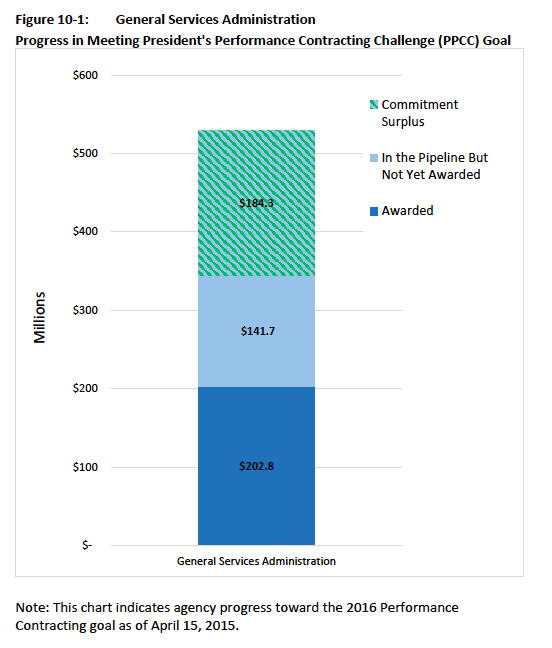 Figure 10-1: General Services Administration
Progress in Meeting President's Performance Contracting Challenge (PPCC) Goal
$600
$500
$400
$300
$200
$100
$-
Millions
$184.3
$141.7
$202.8
General Services Administration
Commitment
Surplus
In the Pipeline But
Not Yet Awarded
Awarded
Note: This chart indicates agency progress toward the 2016 Performance
Contracting goal as of April 15, 2015.